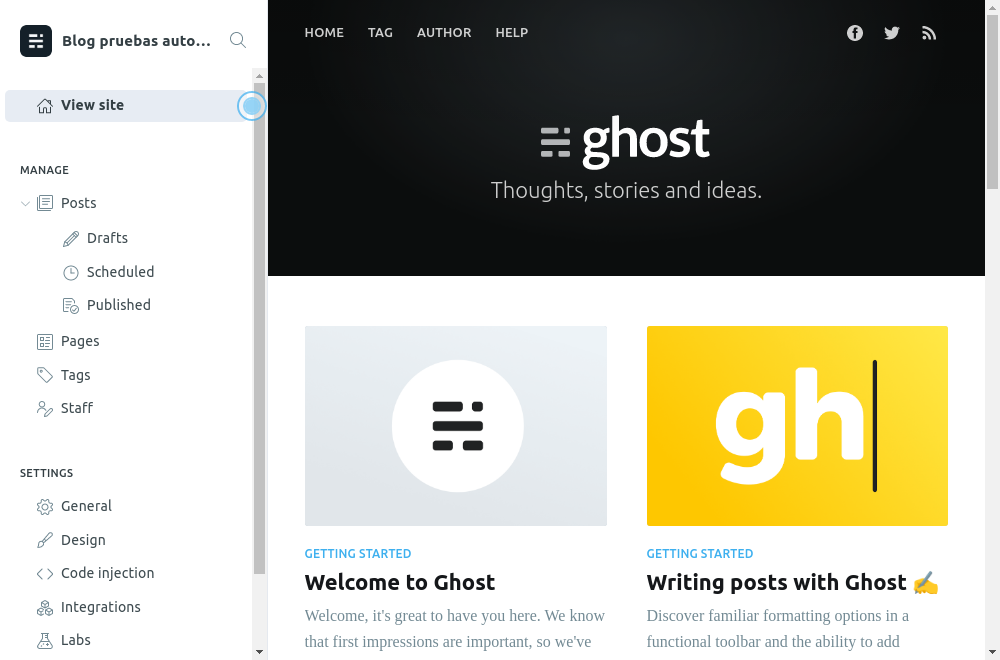 Blog pruebas auto...
View site
MANAGE
Posts
Drafts
Scheduled
Published
Pages
Tags
Staff
SETTINGS
General
Design
Code injection
Integrations
Labs
HOME TAG AUTHOR HELP
ghost
Thoughts, stories and ideas.
GETTING STARTED
Welcome to Ghost
Welcome, it's great to have you here. We know
that first impressions are important, so we've
gh
GETTING STARTED
Writing posts with Ghost ✍️
Discover familiar formatting options in a
functional toolbar and the ability to add